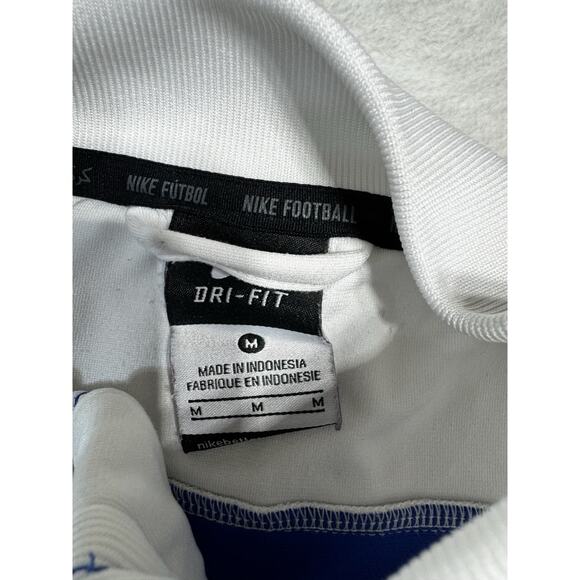 NIKE FÚTBOL NIKE FOOTBALL
DRI-FIT
M
MADE IN INDONESIA
FABRIQUE EN INDONESIE
M M M